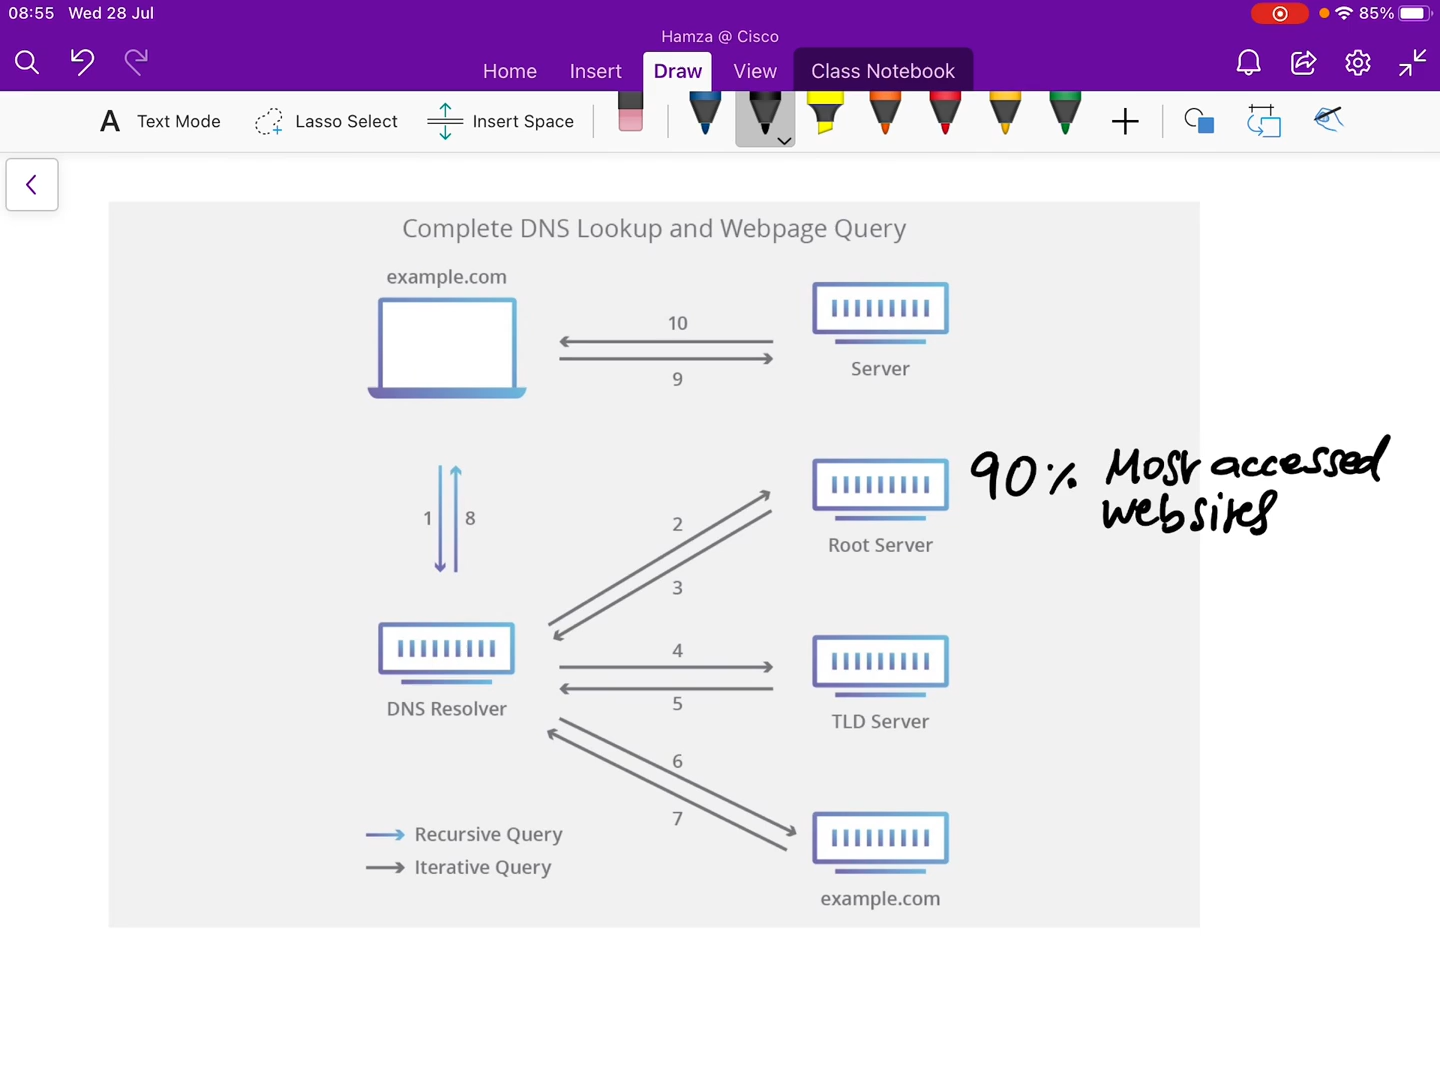 08:55 Wed 28 Jul
85%
Hamza @ Cisco
Home Insert Draw View Class Notebook
A Text Mode Lasso Select Insert Space
Complete DNS Lookup and Webpage Query
example.com
10
9
Server
90% Most accessed
websites
Root Server
1 8
2
3
DNS Resolver
4
5
TLD Server
6
7
Recursive Query
Iterative Query
example.com